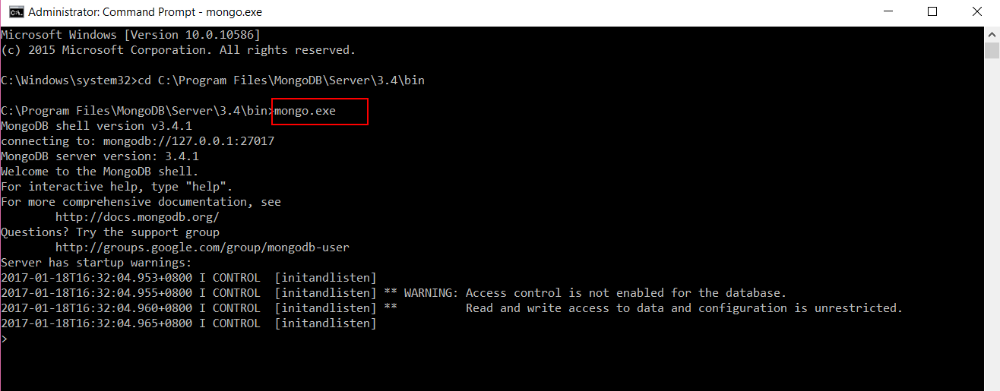 Administrator: Command Prompt - mongo.exe
Microsoft Windows [Version 10.0.10586]
(c) 2015 Microsoft Corporation. All rights reserved.
C:\Windows\system32>cd C:\Program Files\MongoDB\Server\3.4\bin
C:\Program Files\MongoDB\Server\3.4\bin>mongo.exe
MongoDB shell version v3.4.1
connecting to: mongodb://127.0.0.1:27017
MongoDB server version: 3.4.1
Welcome to the MongoDB shell.
For interactive help, type "help".
For more comprehensive documentation, see
        http://docs.mongodb.org/
Questions? Try the support group
        http://groups.google.com/group/mongodb-user
Server has startup warnings:
2017-01-18T16:32:04.953+0800 I CONTROL  [initandlisten]
2017-01-18T16:32:04.955+0800 I CONTROL  [initandlisten] ** WARNING: Access control is not enabled for the database.
2017-01-18T16:32:04.960+0800 I CONTROL  [initandlisten] **          Read and write access to data and configuration is unrestricted.
2017-01-18T16:32:04.965+0800 I CONTROL  [initandlisten]
>